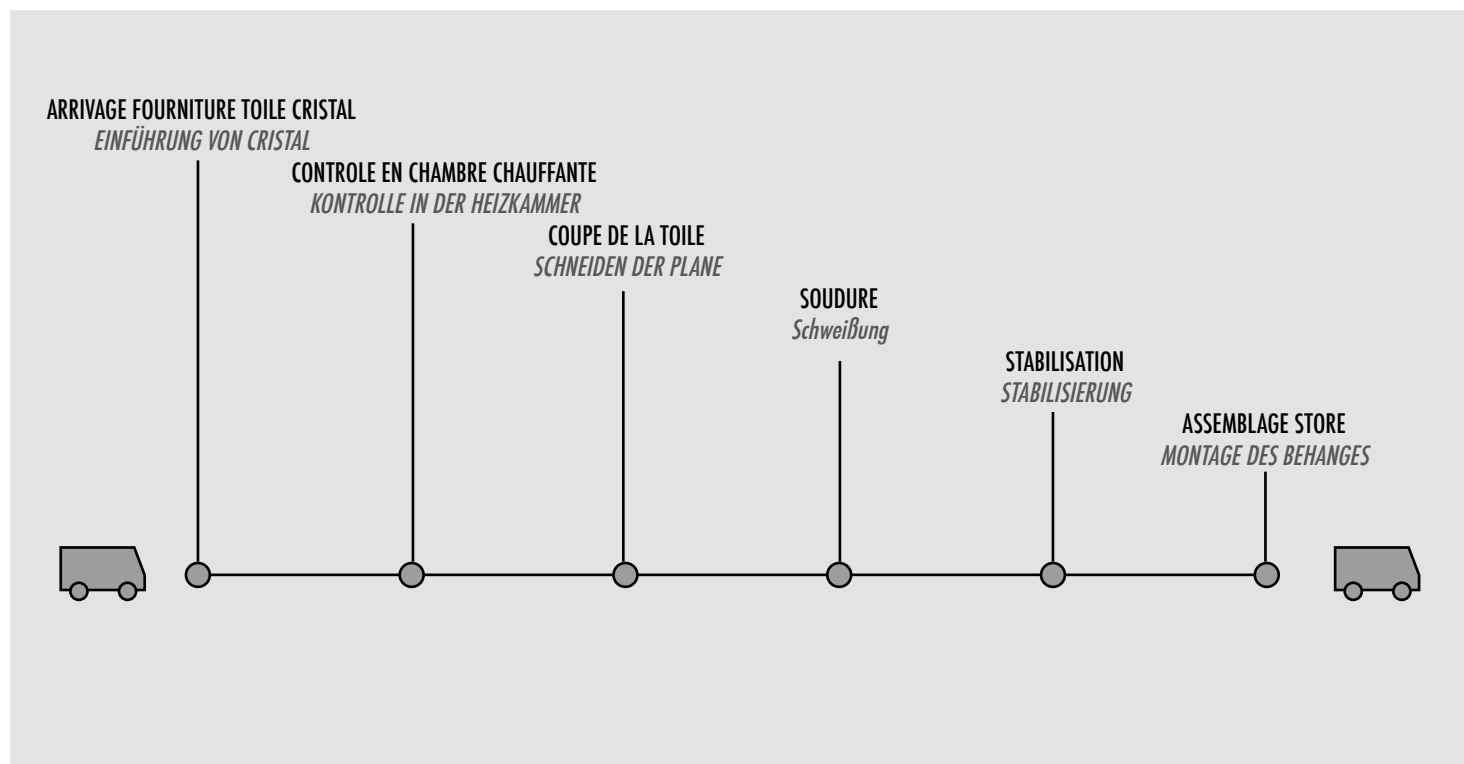 ARRIVAGE FOURNITURE TOILE CRISTAL
EINFÜHRUNG VON CRISTAL
CONTROLE EN CHAMBRE CHAUFFANTE
KONTROLLE IN DER HEIZKAMMER
COUPE DE LA TOILE
SCHNEIDEN DER PLANE
SOUDURE
Schweißung
STABILISATION
STABILISIERUNG
ASSEMBLAGE STORE
MONTAGE DES BEHANGES